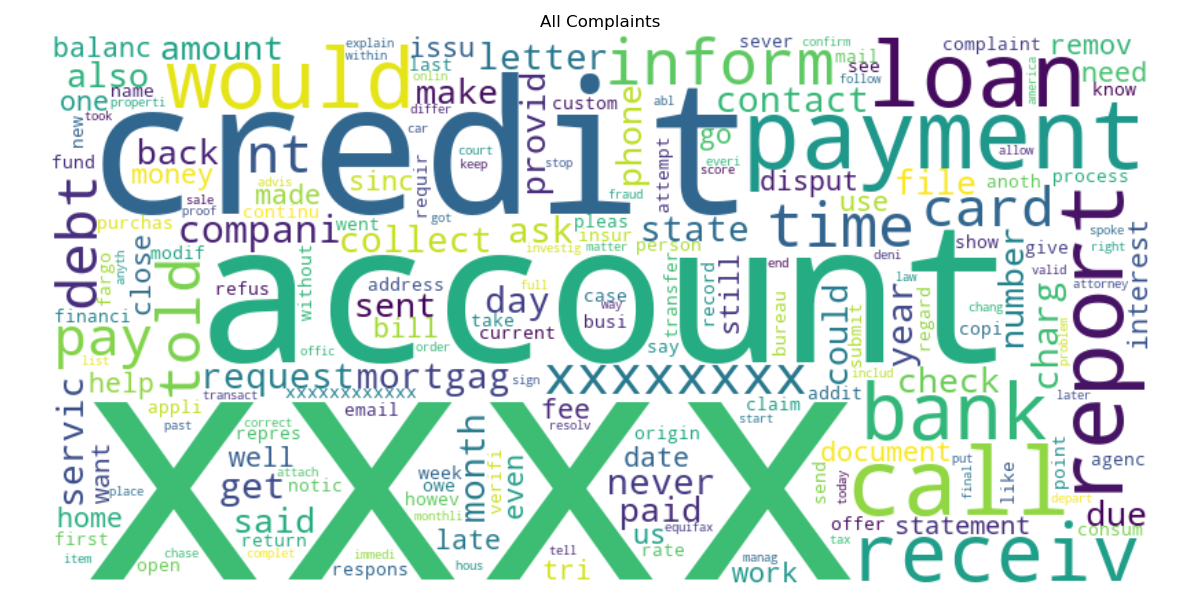 All Complaints
balanc amount explain within issu last letter inform sever confirm complaint remov
also would onlin make mail see follow loan america need know
one name properti differ custom abl contact
new took credit car provid phone go payment
fund back nt court keep stop attempt everi score allow
debt money advis sinc requir fraud disput file anoth process
purchas sale proof made continu got use card report
compani went collect ask pleas insur state time show give spoke right
close modif investig matter person end deni number valid interest
fargo anyth told without account transfer record still law attorney
refus address sent day full case way busi year regard chang copi
financi bill take current bureau could submit charg problem
pay list offic order say includ
help request mortgag sign xxxxxxxx check
transact xxxxxxxxxxxx addit later
servic want appli email fee claim bank
past correct repres resolv origin start
place well attach week month even date document put point agenc
get notic owe howev verifi never send today call final like depart
home said monthli paid equifax offer statement due
first return XXXX late us rate tax consum
item chase open complet immedi respons hous tell tri manag work receiv